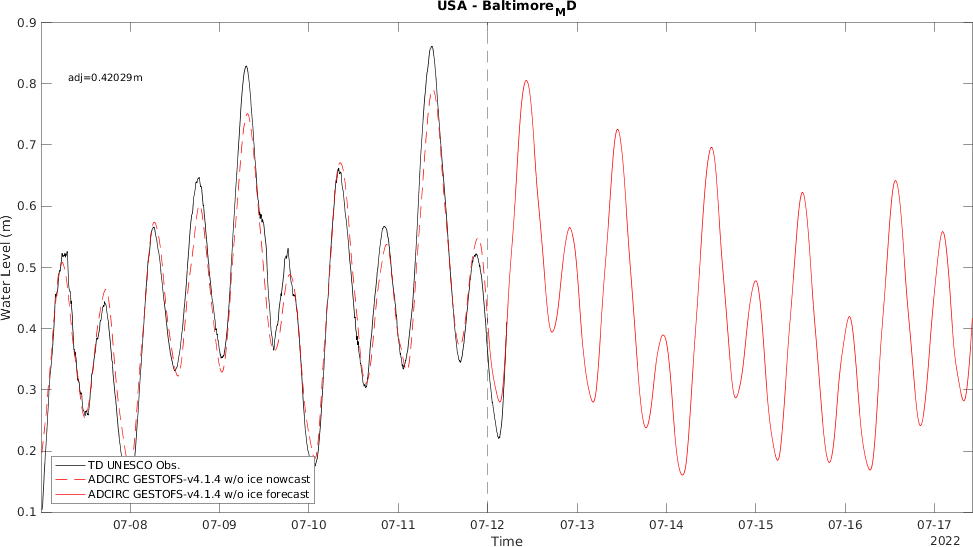 USA - Baltimore_MD
0.9
adj=0.42029m
0.8
0.7
0.6
0.5
0.4
0.3
0.2
0.1
Water Level (m)
TD UNESCO Obs.
ADCIRC GESTOFS-v4.1.4 w/o ice nowcast
ADCIRC GESTOFS-v4.1.4 w/o ice forecast
07-08 07-09 07-10 07-11 07-12 07-13 07-14 07-15 07-16 07-17
Time
2022